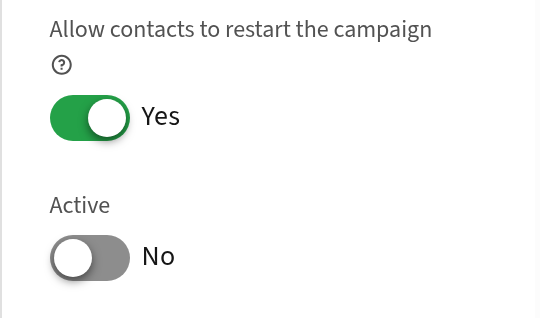 Allow contacts to restart the campaign
?
Yes
Active
No